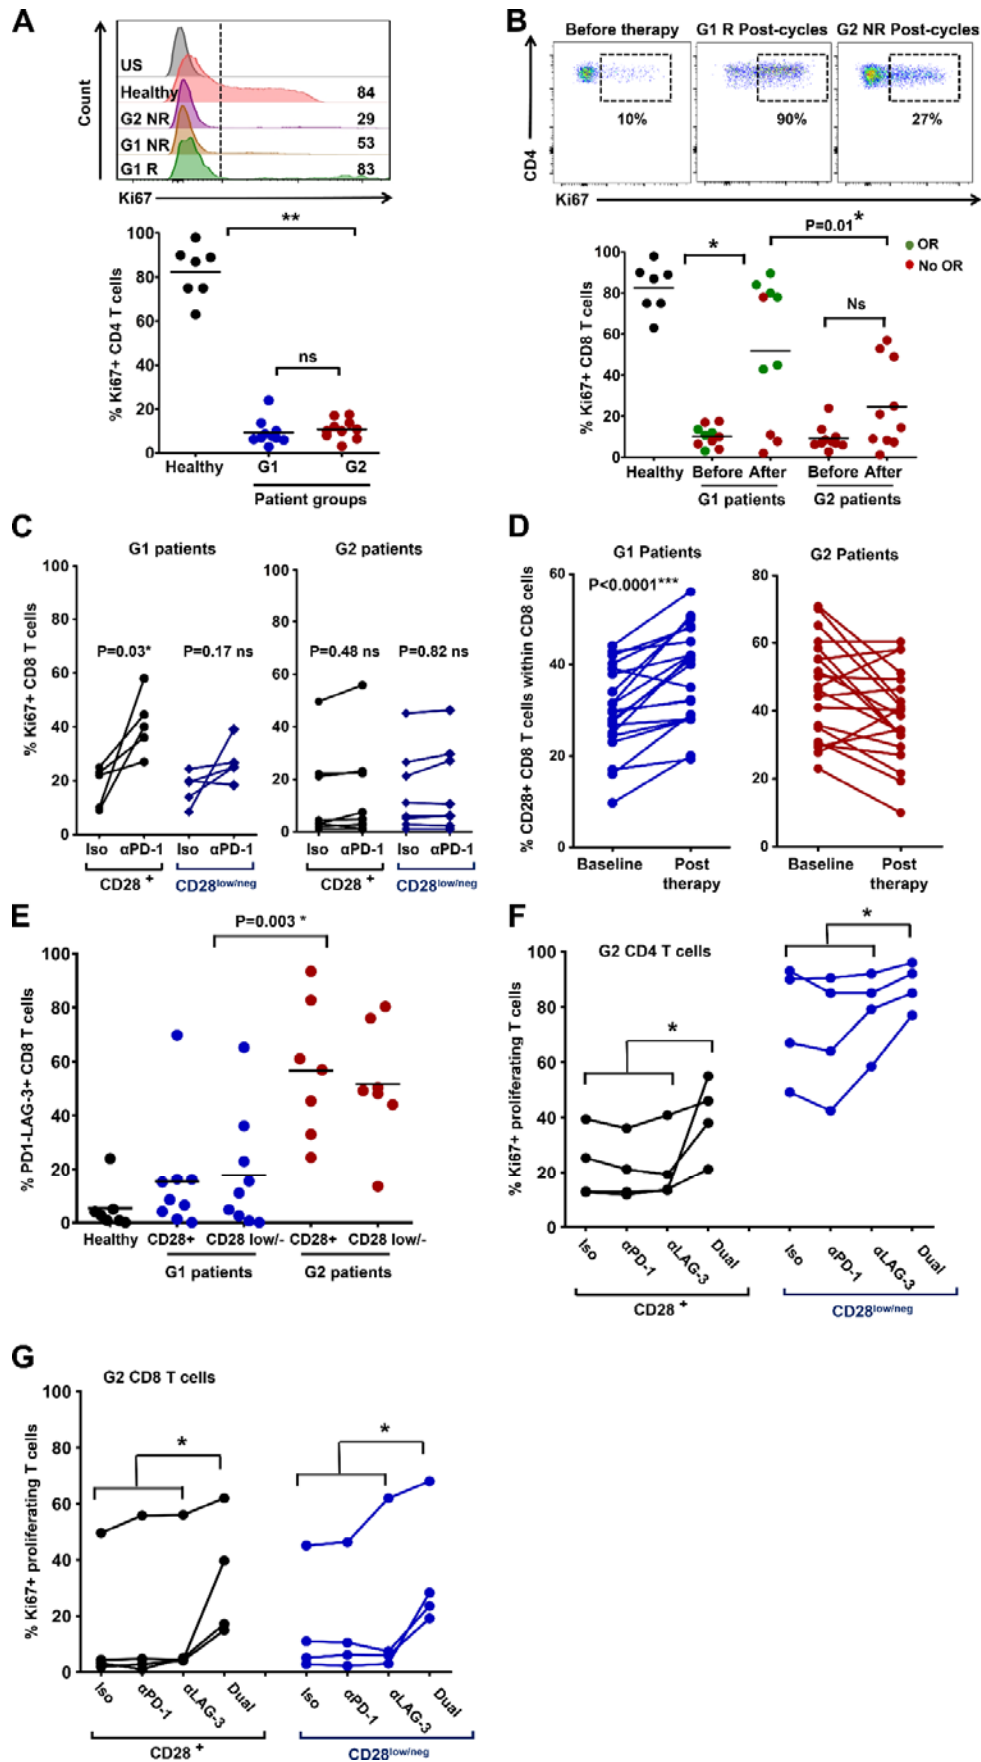 A
Count
US
Healthy 84
G2 NR 29
G1 NR 53
G1 R 83
Ki67
**
% Ki67+ CD4 T cells
100
80
60
40
20
0
ns
Healthy G1 G2
Patient groups
B
Before therapy G1 R Post-cycles G2 NR Post-cycles
CD4
10% 90% 27%
Ki67
P=0.01*
OR
No OR
*
Ns
% Ki67+ CD8 T cells
100
80
60
40
20
0
Healthy Before After Before After
G1 patients G2 patients
C
G1 patients G2 patients
% Ki67+ CD8 T cells
100
80
60
40
20
0
P=0.03* P=0.17 ns
Iso αPD-1 Iso αPD-1
CD28 + CD28low/neg
100
80
60
40
20
0
P=0.48 ns P=0.82 ns
Iso αPD-1 Iso αPD-1
CD28 + CD28low/neg
D
G1 Patients G2 Patients
% CD28+ CD8 T cells within CD8 cells
60
40
20
0
P<0.0001***
Baseline Post
therapy
80
60
40
20
0
Baseline Post
therapy
E
P=0.003 *
% PD1-LAG-3+ CD8 T cells
100
80
60
40
20
0
Healthy CD28+ CD28 low/- CD28+ CD28 low/-
G1 patients G2 patients
F
G2 CD4 T cells
% Ki67+ proliferating T cells
100
80
60
40
20
0
* *
Iso αPD-1 αLAG-3 Dual Iso αPD-1 αLAG-3 Dual
CD28 + CD28low/neg
G
G2 CD8 T cells
% Ki67+ proliferating T cells
100
80
60
40
20
0
* *
Iso αPD-1 αLAG-3 Dual Iso αPD-1 αLAG-3 Dual
CD28 + CD28low/neg